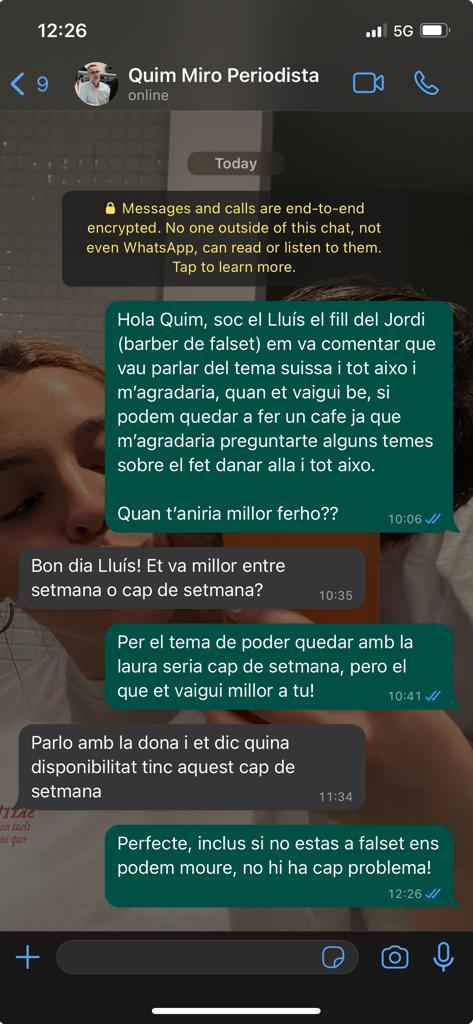 12:26
5G
9
Quim Miro Periodista
online
Today
Messages and calls are end-to-end
encrypted. No one outside of this chat, not
even WhatsApp, can read or listen to them.
Tap to learn more.
Hola Quim, soc el Lluís el fill del Jordi
(barber de falset) em va comentar que
vau parlar del tema suissa i tot aixo i
m'agradaria, quan et vaigui be, si
podem quedar a fer un cafe ja que
m'agradaria preguntarte alguns temes
sobre el fet danar alla i tot aixo.
Quan t'aniria millor ferho??
10:06
Bon dia Lluís! Et va millor entre
setmana o cap de setmana?
10:35
Per el tema de poder quedar amb la
laura seria cap de setmana, pero el
que et vaigui millor a tu!
10:41
Parlo amb la dona i et dic quina
disponibilitat tinc aquest cap de
setmana
11:34
Perfecte, inclus si no estas a falset ens
podem moure, no hi ha cap problema!
12:26